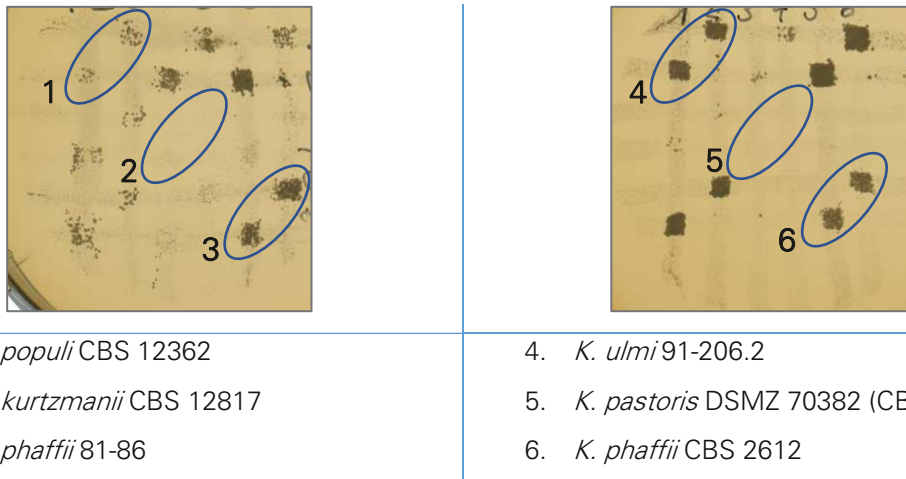 1
2
3
4
5
6
populi CBS 12362
kurtzmanii CBS 12817
phaffii 81-86
4. K. ulmi 91-206.2
5. K. pastoris DSMZ 70382 (CB
6. K. phaffii CBS 2612